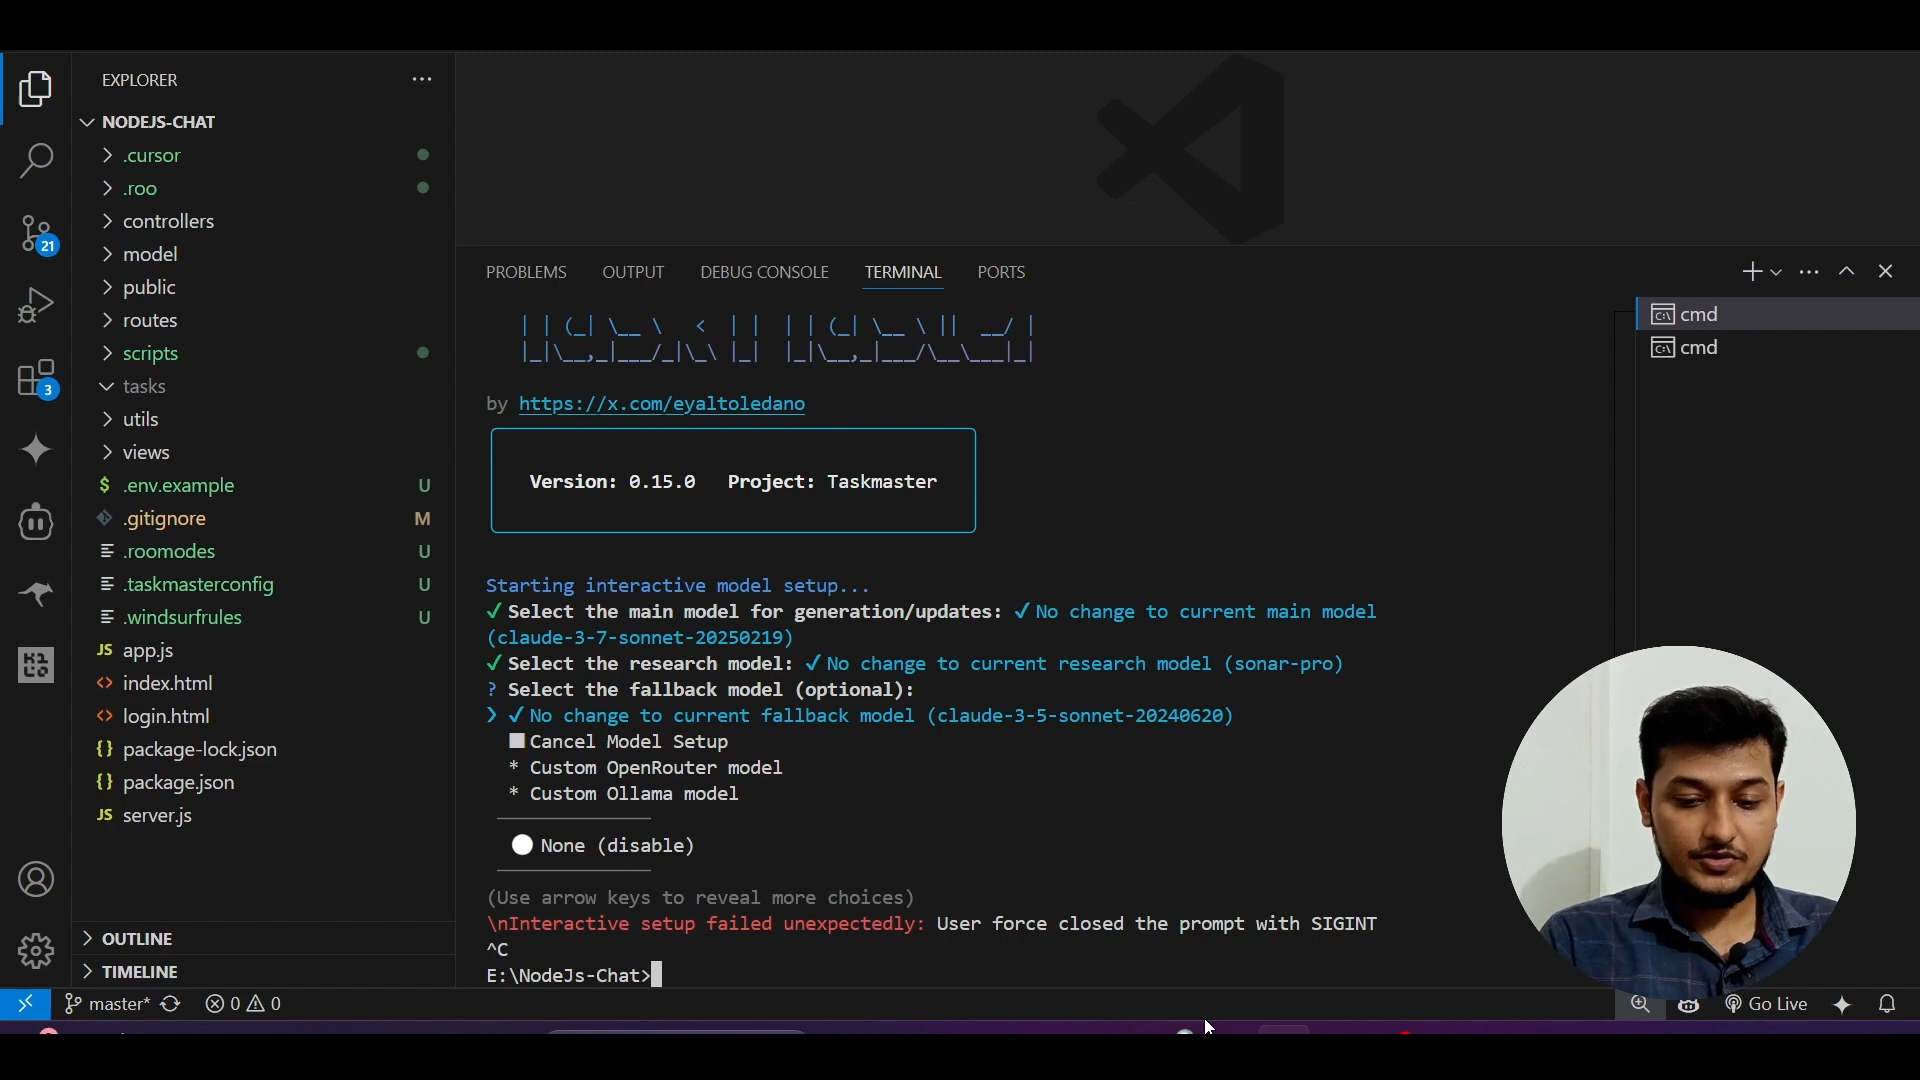 EXPLORER
NODEJS-CHAT
.cursor
.roo
controllers
model
public
routes
scripts
tasks
utils
views
$ .env.example U
.gitignore M
.roomodes U
.taskmasterconfig U
.windsurfrules U
JS app.js
<> index.html
<> login.html
{} package-lock.json
{} package.json
JS server.js
OUTLINE
TIMELINE
21
3
PROBLEMS OUTPUT DEBUG CONSOLE TERMINAL PORTS
by https://x.com/eyaltoledano
Version: 0.15.0 Project: Taskmaster
Starting interactive model setup...
✓ Select the main model for generation/updates: ✓ No change to current main model
(claude-3-7-sonnet-20250219)
✓ Select the research model: ✓ No change to current research model (sonar-pro)
? Select the fallback model (optional):
❯ ✓ No change to current fallback model (claude-3-5-sonnet-20240620)
Cancel Model Setup
* Custom OpenRouter model
* Custom Ollama model
None (disable)
(Use arrow keys to reveal more choices)
\nInteractive setup failed unexpectedly: User force closed the prompt with SIGINT
^C
E:\NodeJs-Chat>
cmd
cmd
master* 0 0 Go Live